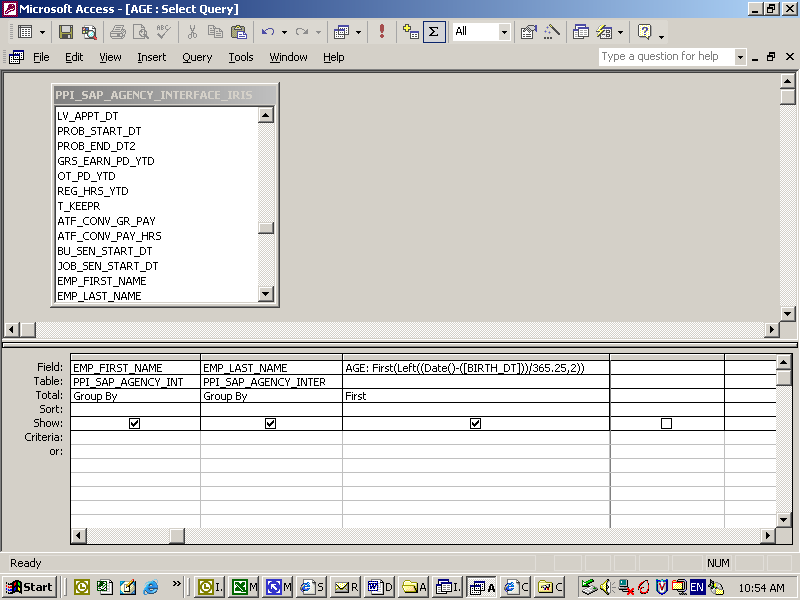 Microsoft Access - [AGE : Select Query]
All
File Edit View Insert Query Tools Window Help Type a question for help
PPI_SAP_AGENCY_INTERFACE_IRIS
LV_APPT_DT
PROB_START_DT
PROB_END_DT2
GRS_EARN_PD_YTD
OT_PD_YTD
REG_HRS_YTD
T_KEEPR
ATF_CONV_GR_PAY
ATF_CONV_PAY_HRS
BU_SEN_START_DT
JOB_SEN_START_DT
EMP_FIRST_NAME
EMP_LAST_NAME
Field: EMP_FIRST_NAME EMP_LAST_NAME AGE: First(Left((Date()-([BIRTH_DT]))/365.25,2))
Table: PPI_SAP_AGENCY_INT PPI_SAP_AGENCY_INTER
Total: Group By Group By First
Sort:
Show:
Criteria:
or:
Ready NUM
Start » I. M M S R D A I. A C C EN 10:54 AM